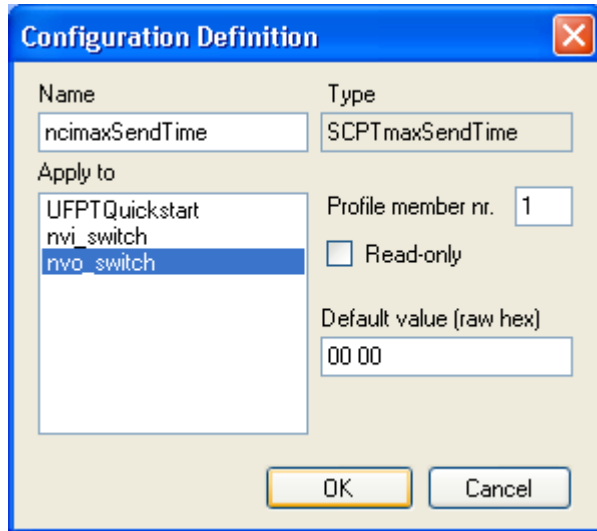 Configuration Definition
Name
Type
ncimaxSendTime
SCPTmaxSendTime
Apply to
UFPTQuickstart
nvi_switch
nvo_switch
Profile member nr. 1
Read-only
Default value (raw hex)
00 00
OK
Cancel